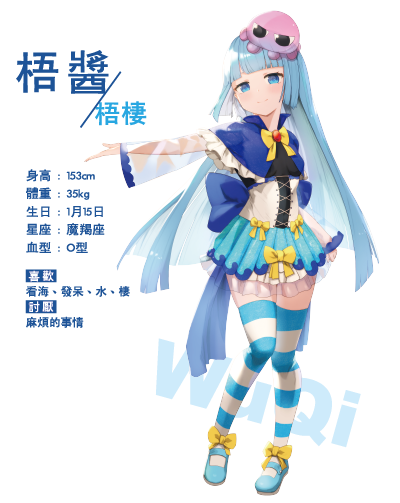 梧醬
梧棲
身高：153cm
體重：35kg
生日：1月15日
星座：魔羯座
血型：O型
喜歡
看海、發呆、水、棲
討厭
麻煩的事情
WuQi